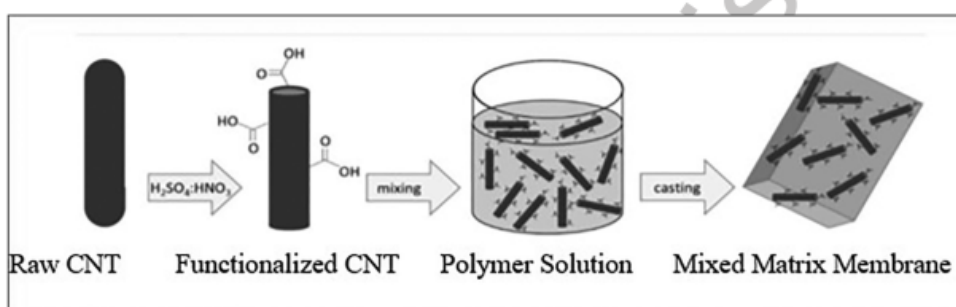 OH
O
HO
O
O
OH
H₂SO₄:HNO₃
mixing
casting
Raw CNT
Functionalized CNT
Polymer Solution
Mixed Matrix Membrane